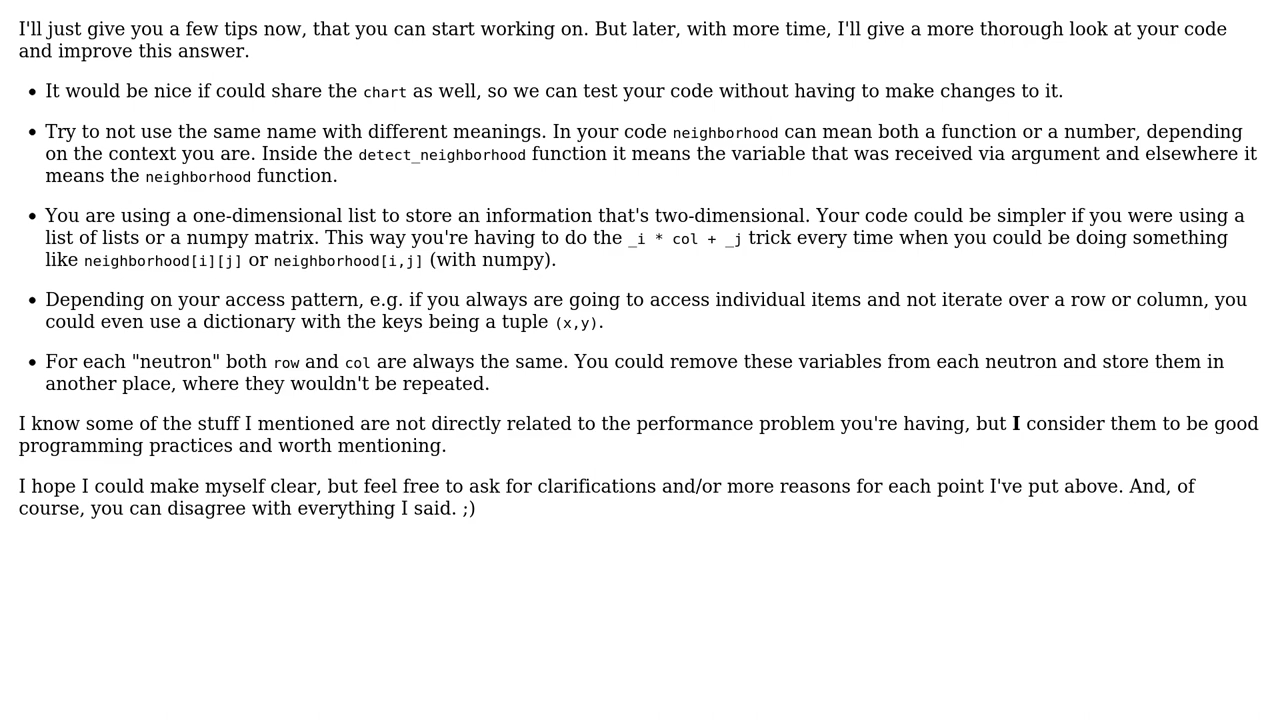 I'll just give you a few tips now, that you can start working on. But later, with more time, I'll give a more thorough look at your code
and improve this answer.
• It would be nice if could share the chart as well, so we can test your code without having to make changes to it.
• Try to not use the same name with different meanings. In your code neighborhood can mean both a function or a number, depending
on the context you are. Inside the detect_neighborhood function it means the variable that was received via argument and elsewhere it
means the neighborhood function.
• You are using a one-dimensional list to store an information that's two-dimensional. Your code could be simpler if you were using a
list of lists or a numpy matrix. This way you're having to do the _i * col + _j trick every time when you could be doing something
like neighborhood[i][j] or neighborhood[i,j] (with numpy).
• Depending on your access pattern, e.g. if you always are going to access individual items and not iterate over a row or column, you
could even use a dictionary with the keys being a tuple (x,y).
• For each "neutron" both row and col are always the same. You could remove these variables from each neutron and store them in
another place, where they wouldn't be repeated.
I know some of the stuff I mentioned are not directly related to the performance problem you're having, but I consider them to be good
programming practices and worth mentioning.
I hope I could make myself clear, but feel free to ask for clarifications and/or more reasons for each point I've put above. And, of
course, you can disagree with everything I said. ;)